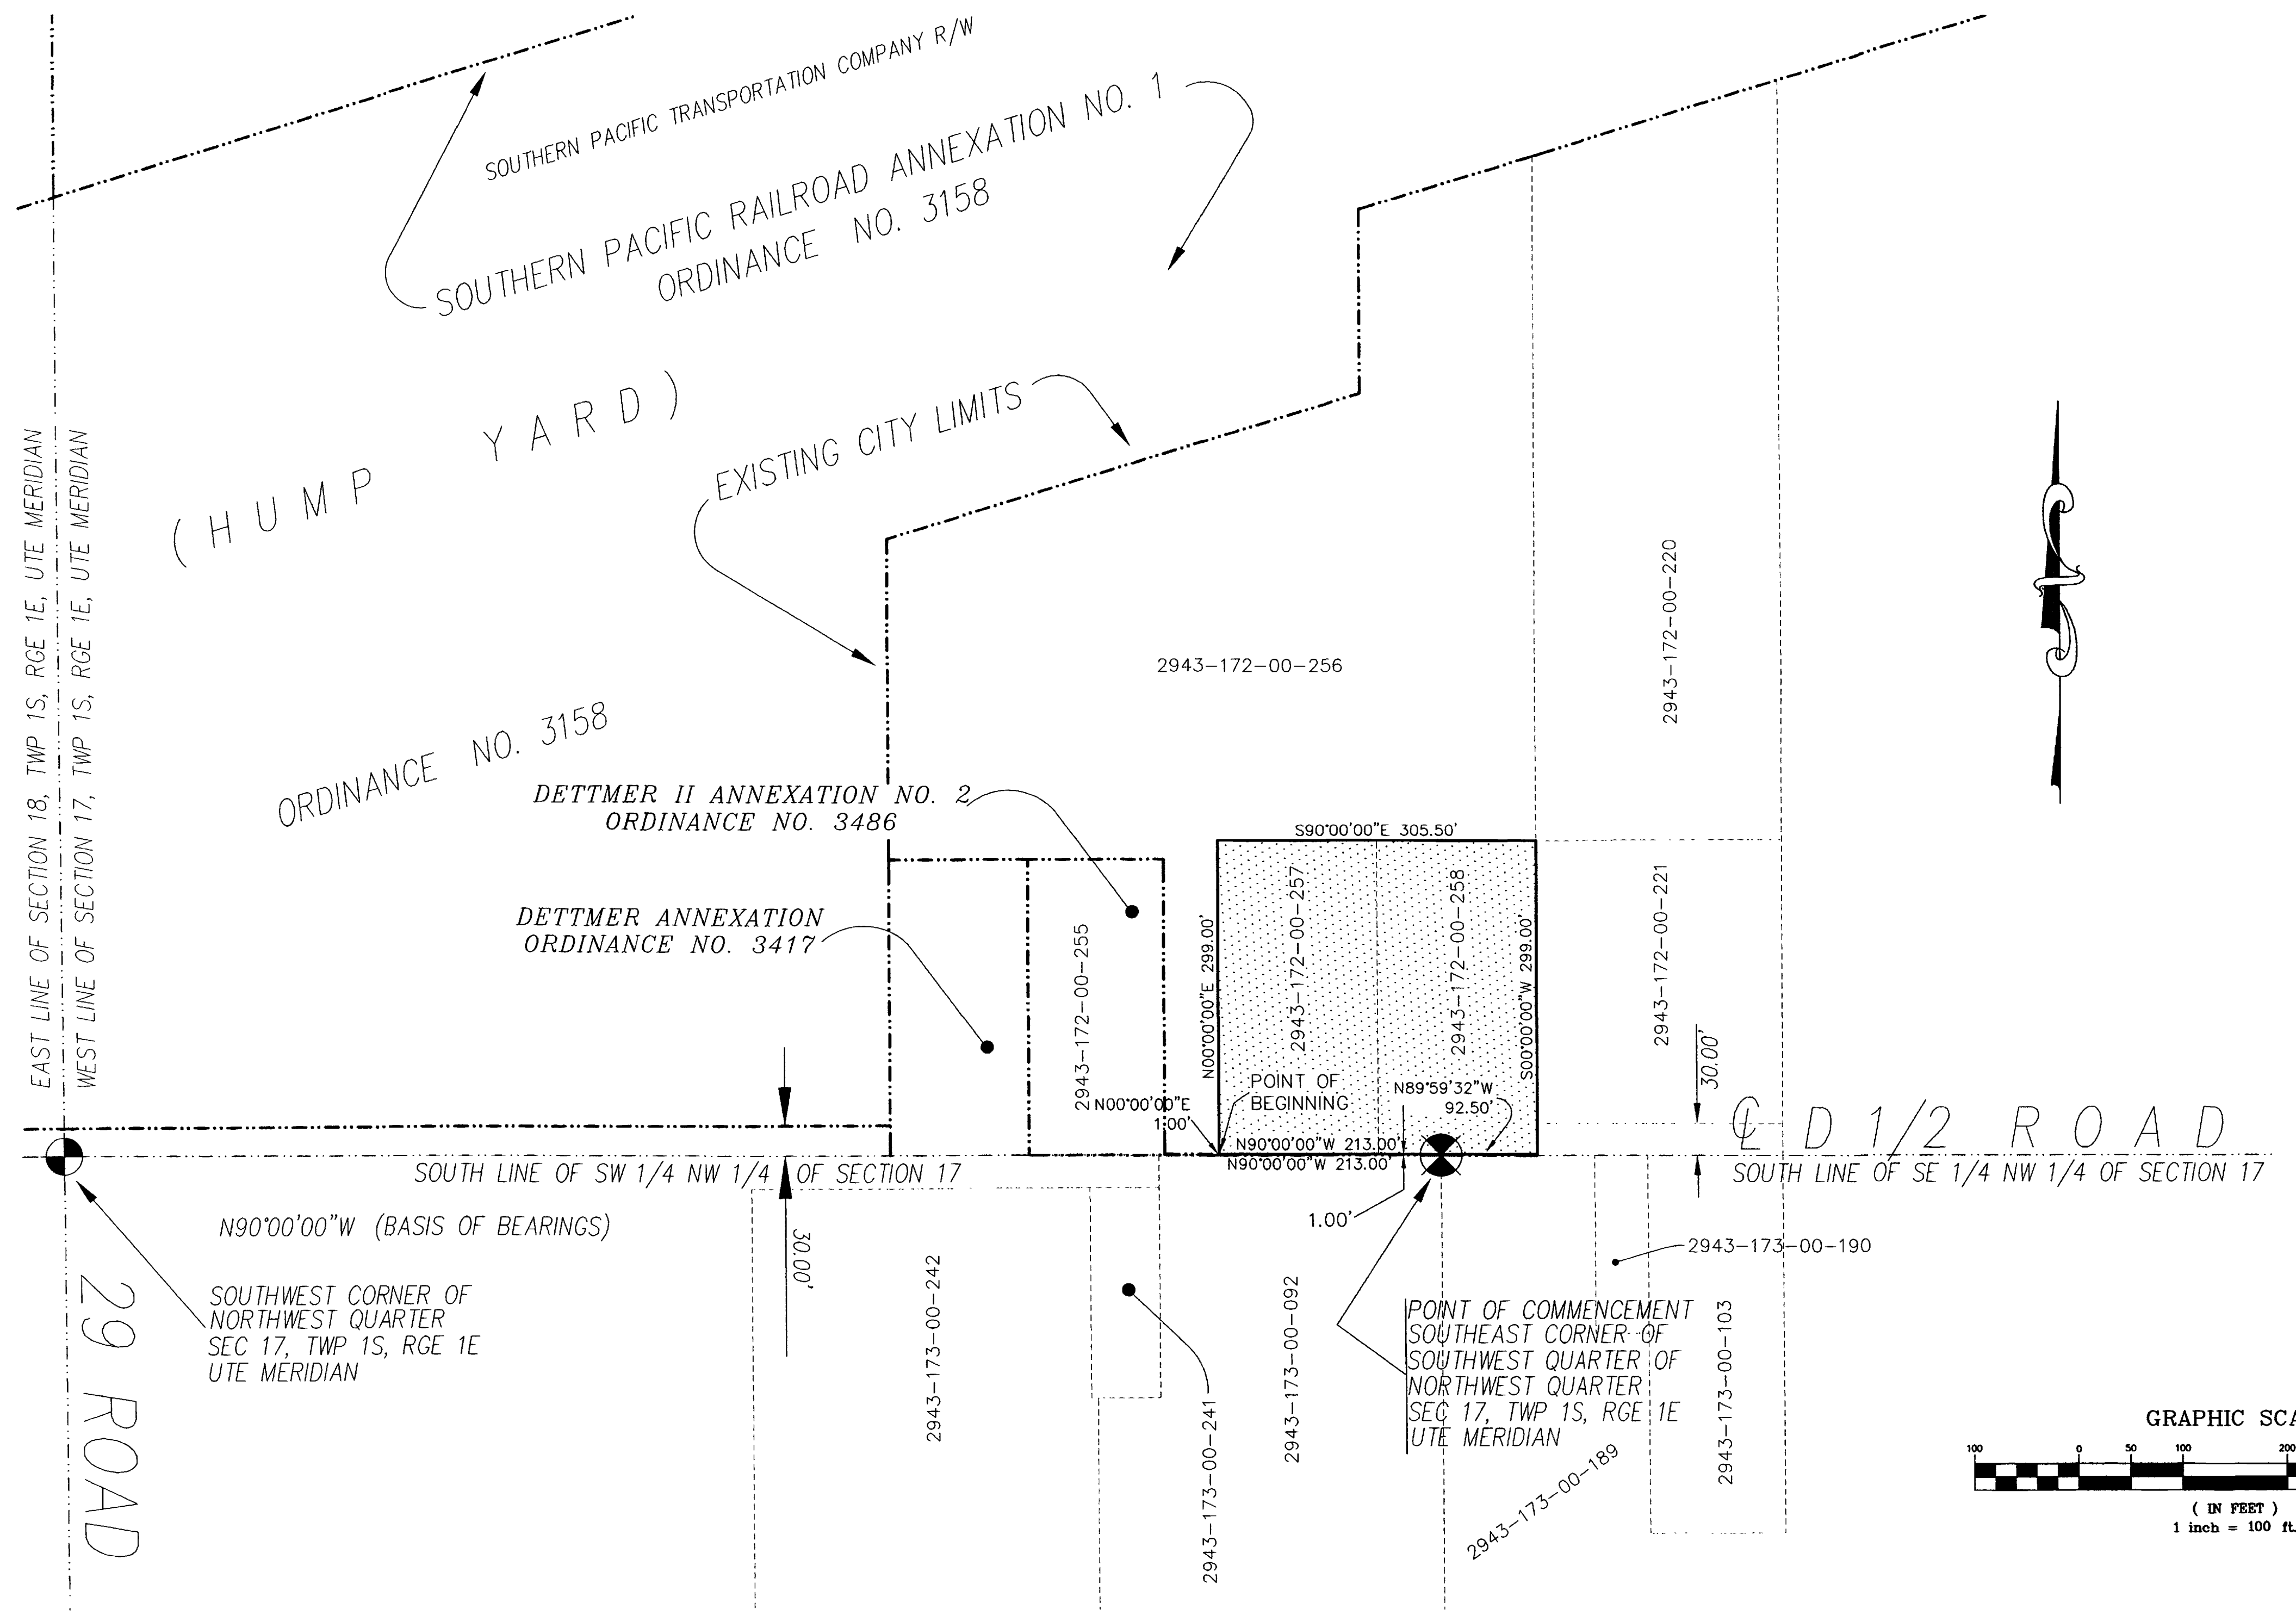 SOUTHERN PACIFIC TRANSPORTATION COMPANY R/W
SOUTHERN PACIFIC RAILROAD ANNEXATION NO. 1
ORDINANCE NO. 3158
(HUMP YARD)
EXISTING CITY LIMITS
EAST LINE OF SECTION 18, TWP 1S, RGE 1E, UTE MERIDIAN
WEST LINE OF SECTION 17, TWP 1S, RGE 1E, UTE MERIDIAN
2943-172-00-256
2943-172-00-220
ORDINANCE NO. 3158
DETTMER II ANNEXATION NO. 2
ORDINANCE NO. 3486
DETTMER ANNEXATION
ORDINANCE NO. 3417
2943-172-00-255
S90°00'00"E 305.50'
N00°00'00"E 299.00'
2943-172-00-257
2943-172-00-258
S00°00'00"W 299.00'
2943-172-00-221
30.00'
N00°00'00"E
1.00'
POINT OF
BEGINNING
N89°59'32"W
92.50'
N90°00'00"W 213.00'
N90°00'00"W 213.00'
1.00'
℄ D 1/2 ROAD
SOUTH LINE OF SW 1/4 NW 1/4 OF SECTION 17
SOUTH LINE OF SE 1/4 NW 1/4 OF SECTION 17
N90°00'00"W (BASIS OF BEARINGS)
30.00'
SOUTHWEST CORNER OF
NORTHWEST QUARTER
SEC 17, TWP 1S, RGE 1E
UTE MERIDIAN
29 ROAD
2943-173-00-242
2943-173-00-241
2943-173-00-092
POINT OF COMMENCEMENT
SOUTHEAST CORNER OF
SOUTHWEST QUARTER OF
NORTHWEST QUARTER
SEC 17, TWP 1S, RGE 1E
UTE MERIDIAN
2943-173-00-190
2943-173-00-103
2943-173-00-189
GRAPHIC SCA
100 0 50 100 200
( IN FEET )
1 inch = 100 ft.